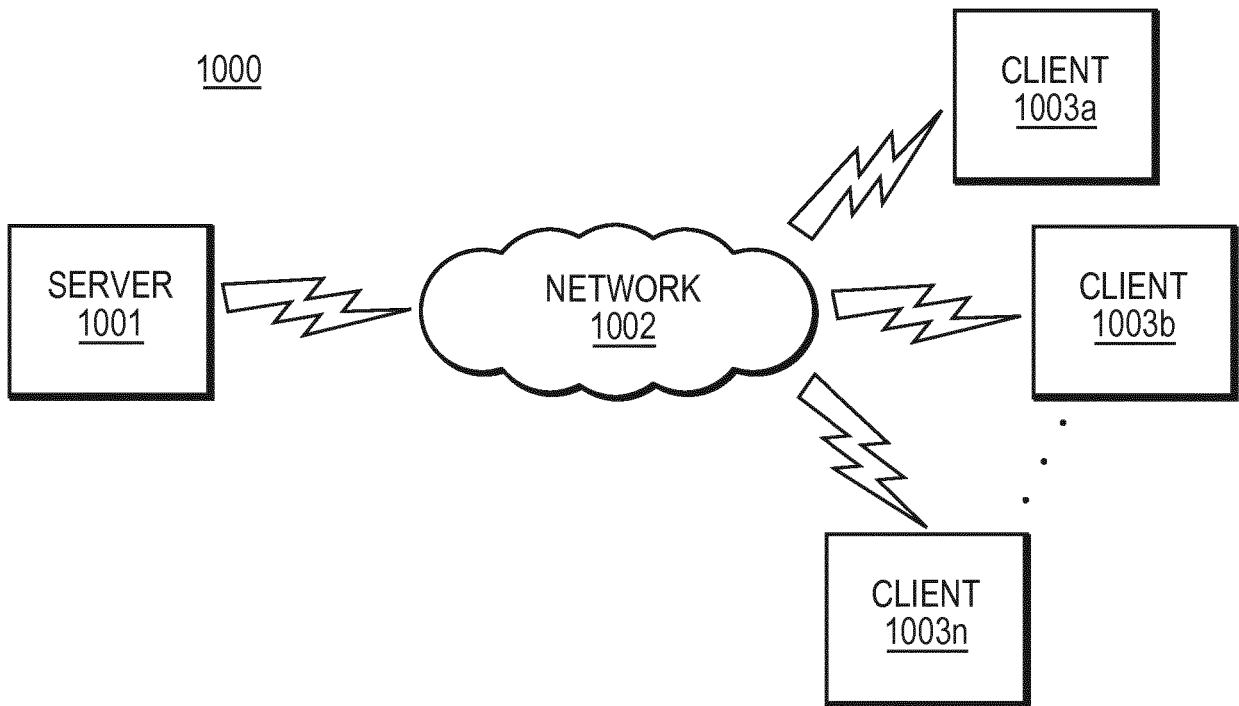 1000
CLIENT
1003a
SERVER
1001
NETWORK
1002
CLIENT
1003b
CLIENT
1003n